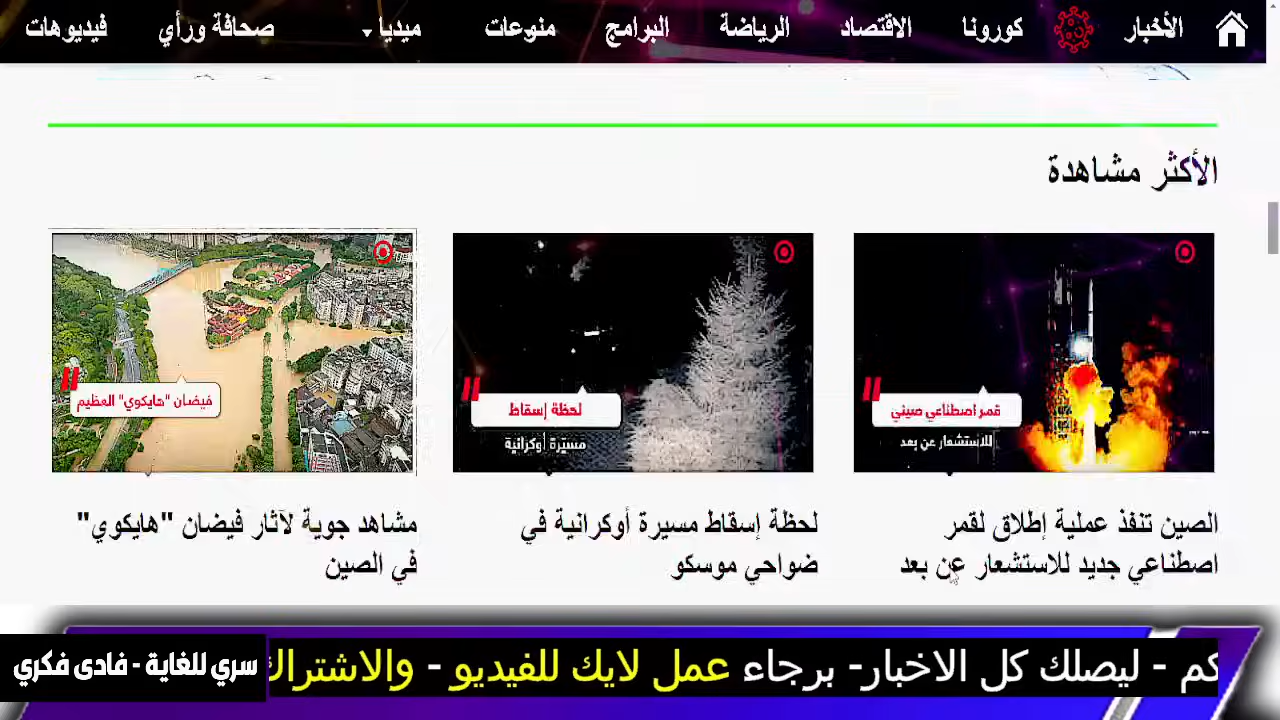 الأخبار
كورونا
الاقتصاد
الرياضة
البرامج
منوعات
ميديا
صحافة ورأي
فيديوهات
الأكثر مشاهدة
قمر اصطناعي صيني
للاستشعار عن بعد
الصين تنفذ عملية إطلاق لقمر
اصطناعي جديد للاستشعار عن بعد
لحظة إسقاط
مسيّرة أوكرانية
لحظة إسقاط مسيرة أوكرانية في
ضواحي موسكو
فيضان "هايكوي" العظيم
مشاهد جوية لآثار فيضان "هايكوي"
في الصين
كم - ليصلك كل الاخبار- برجاء عمل لايك للفيديو - والاشتراك
سري للغاية - فادى فكري